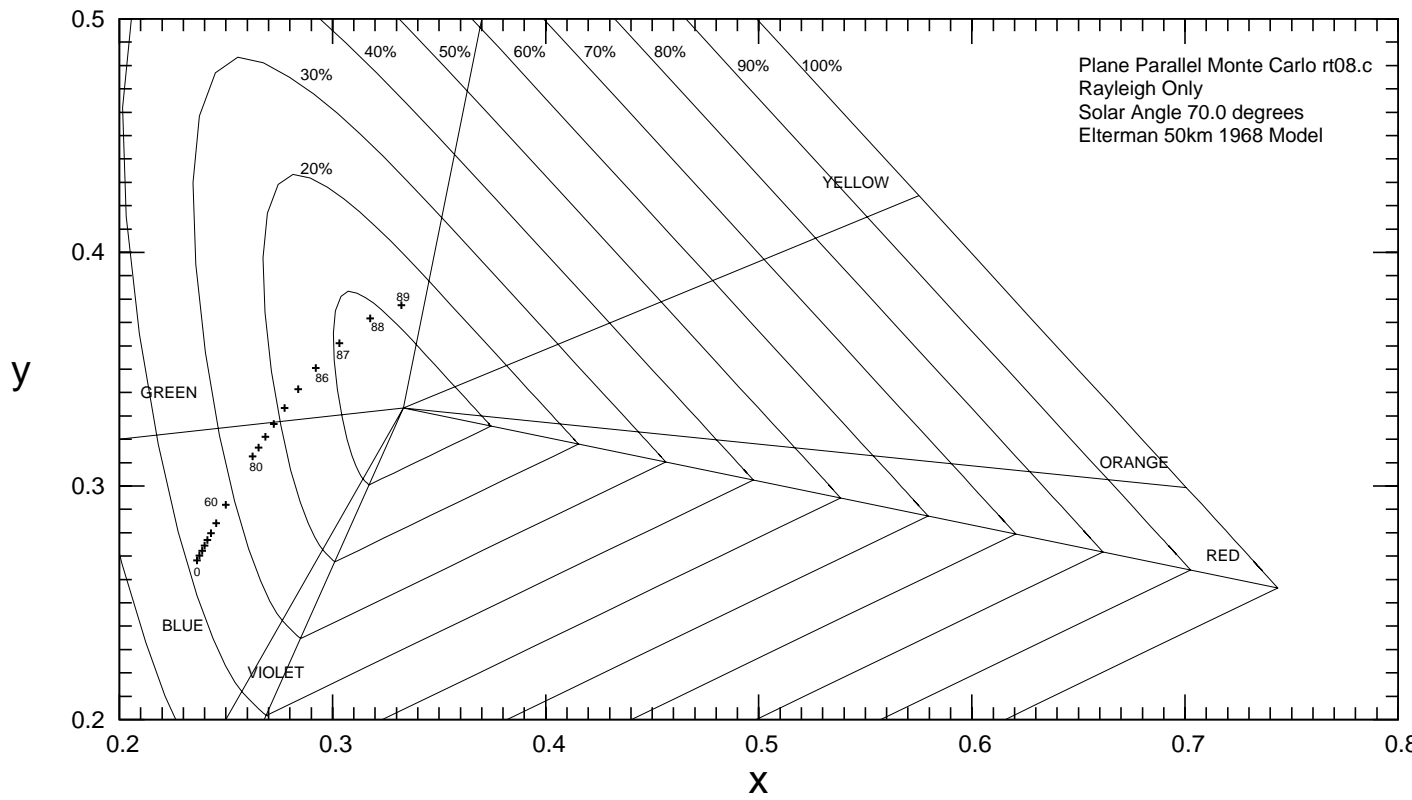 0.5
40%
50%
60%
70%
80%
90%
100%
30%
Plane Parallel Monte Carlo rt08.c
Rayleigh Only
Solar Angle 70.0 degrees
Elterman 50km 1968 Model
20%
YELLOW
0.4
89
88
87
86
y
GREEN
80
ORANGE
0.3
60
RED
0
BLUE
VIOLET
0.2
0.2
0.3
0.4
0.5
0.6
0.7
0.8
x